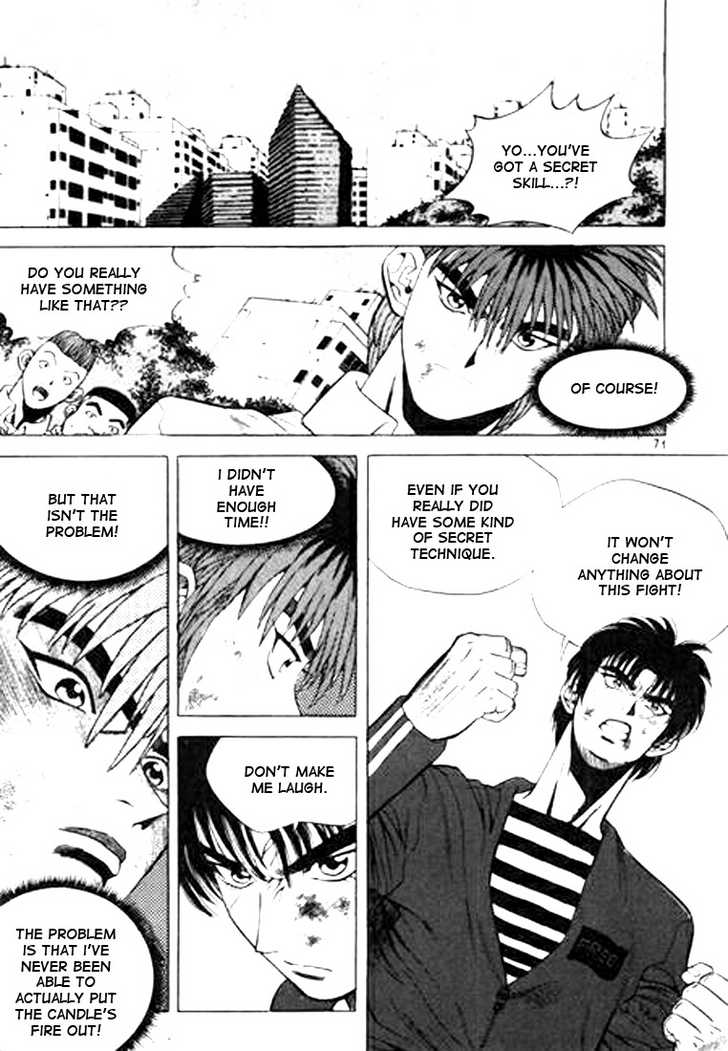 YO...YOU'VE
GOT A SECRET
SKILL...?!
DO YOU REALLY
HAVE SOMETHING
LIKE THAT??
OF COURSE!
71
BUT THAT
ISN'T THE
PROBLEM!
THE PROBLEM
IS THAT I'VE
NEVER BEEN
ABLE TO
ACTUALLY PUT
THE CANDLE'S
FIRE OUT!
I DIDN'T
HAVE
ENOUGH
TIME!!
DON'T MAKE
ME LAUGH.
EVEN IF YOU
REALLY DID
HAVE SOME KIND
OF SECRET
TECHNIQUE.
IT WON'T
CHANGE
ANYTHING ABOUT
THIS FIGHT!